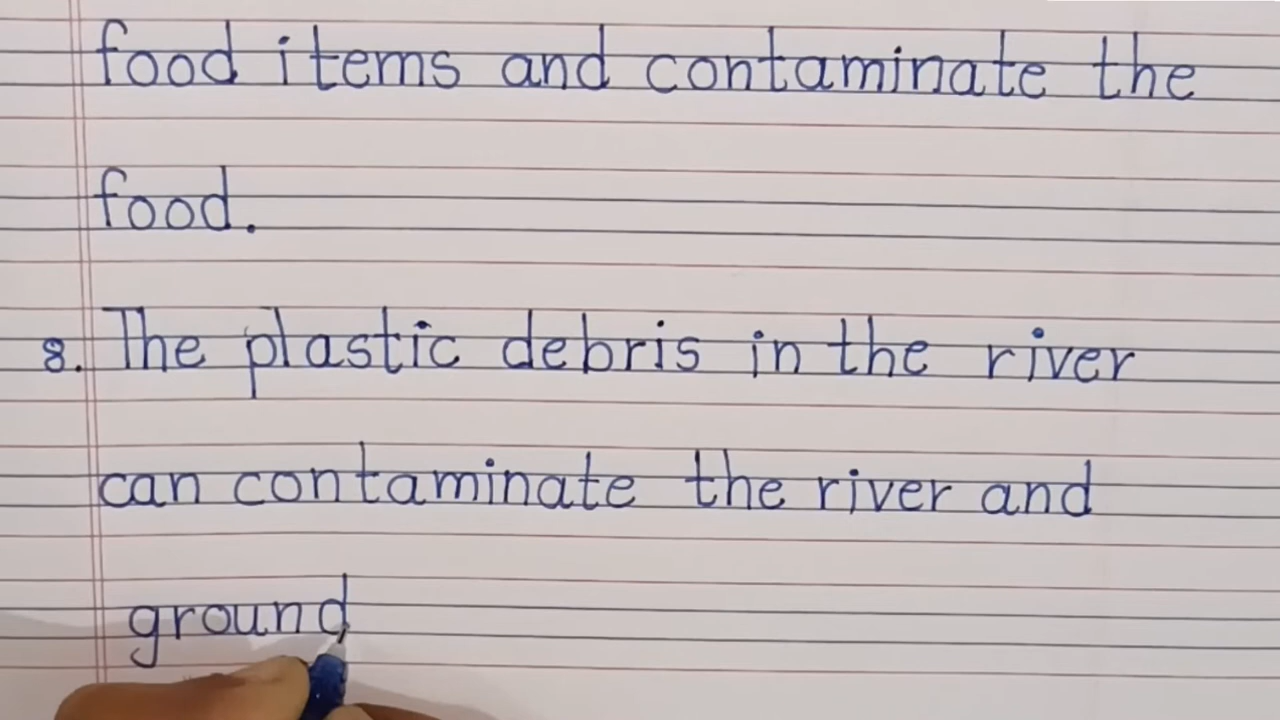 food items and contaminate the
food.
8. The plastic debris in the river
can contaminate the river and
ground